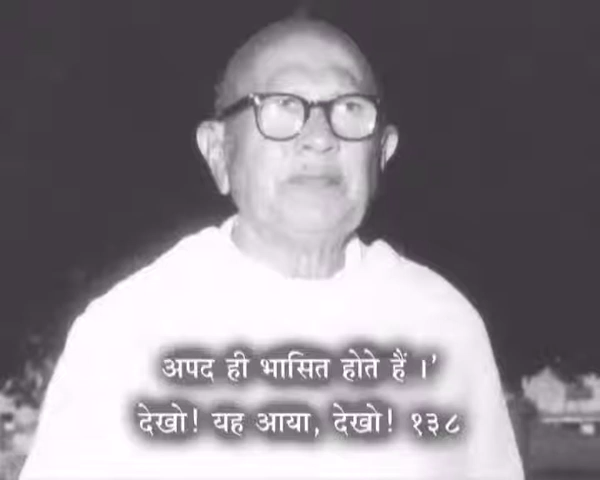 अपद ही भासित होते हैं ।’
देखो! यह आया, देखो! १३८